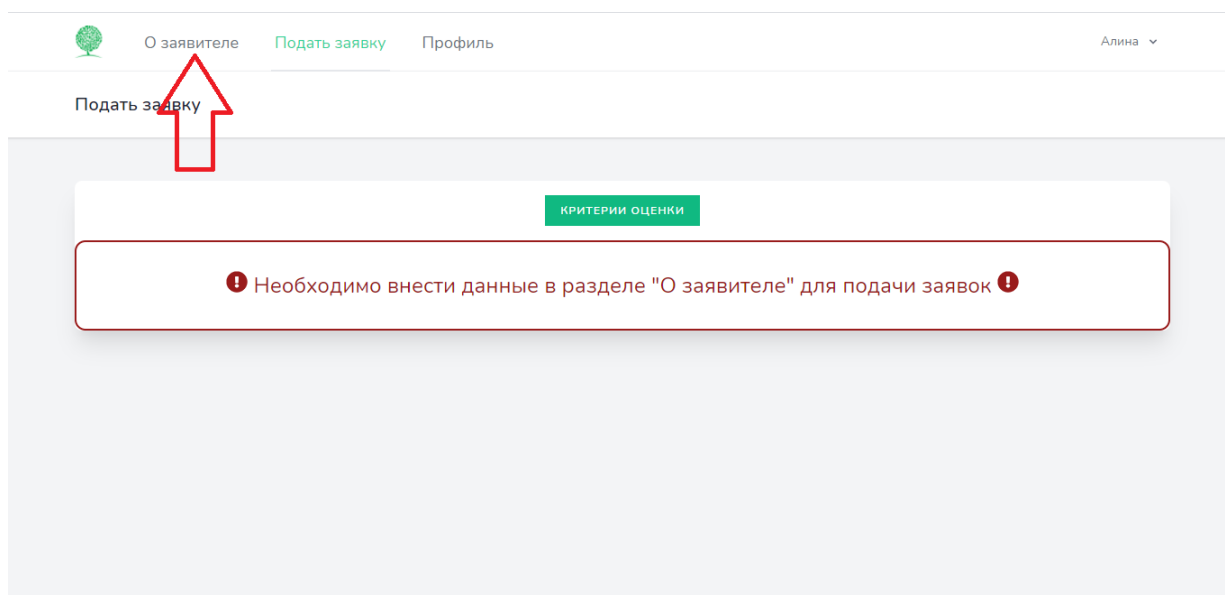 О заявителе Подать заявку Профиль Алина
Подать заявку
КРИТЕРИИ ОЦЕНКИ
Необходимо внести данные в разделе "О заявителе" для подачи заявок